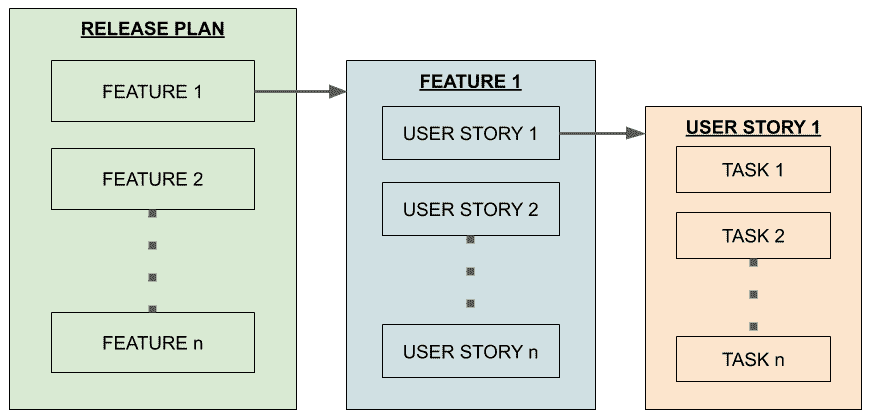 RELEASE PLAN
FEATURE 1
FEATURE 2
FEATURE n
FEATURE 1
USER STORY 1
USER STORY 2
USER STORY n
USER STORY 1
TASK 1
TASK 2
TASK n